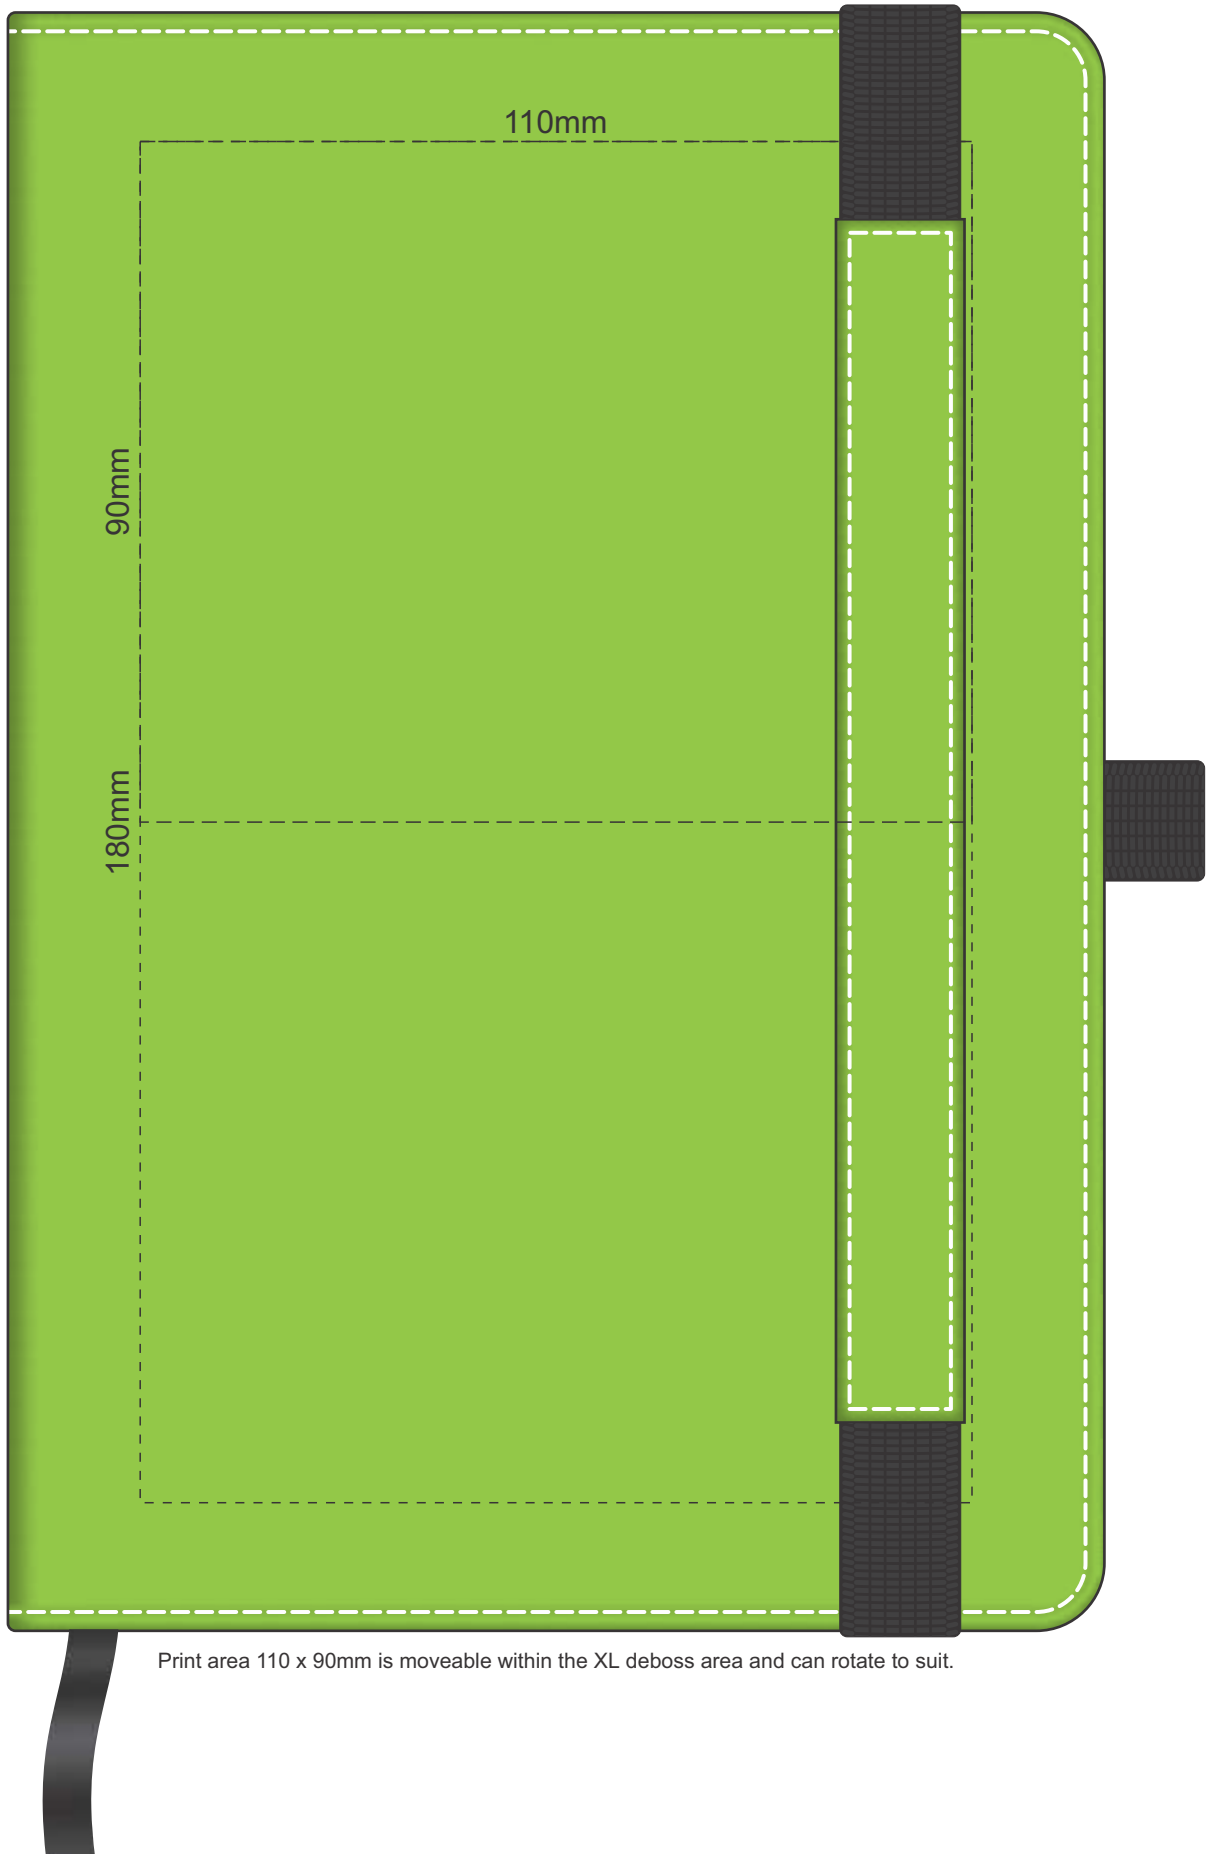 110mm
90mm
180mm
Print area 110 x 90mm is moveable within the XL deboss area and can rotate to suit.